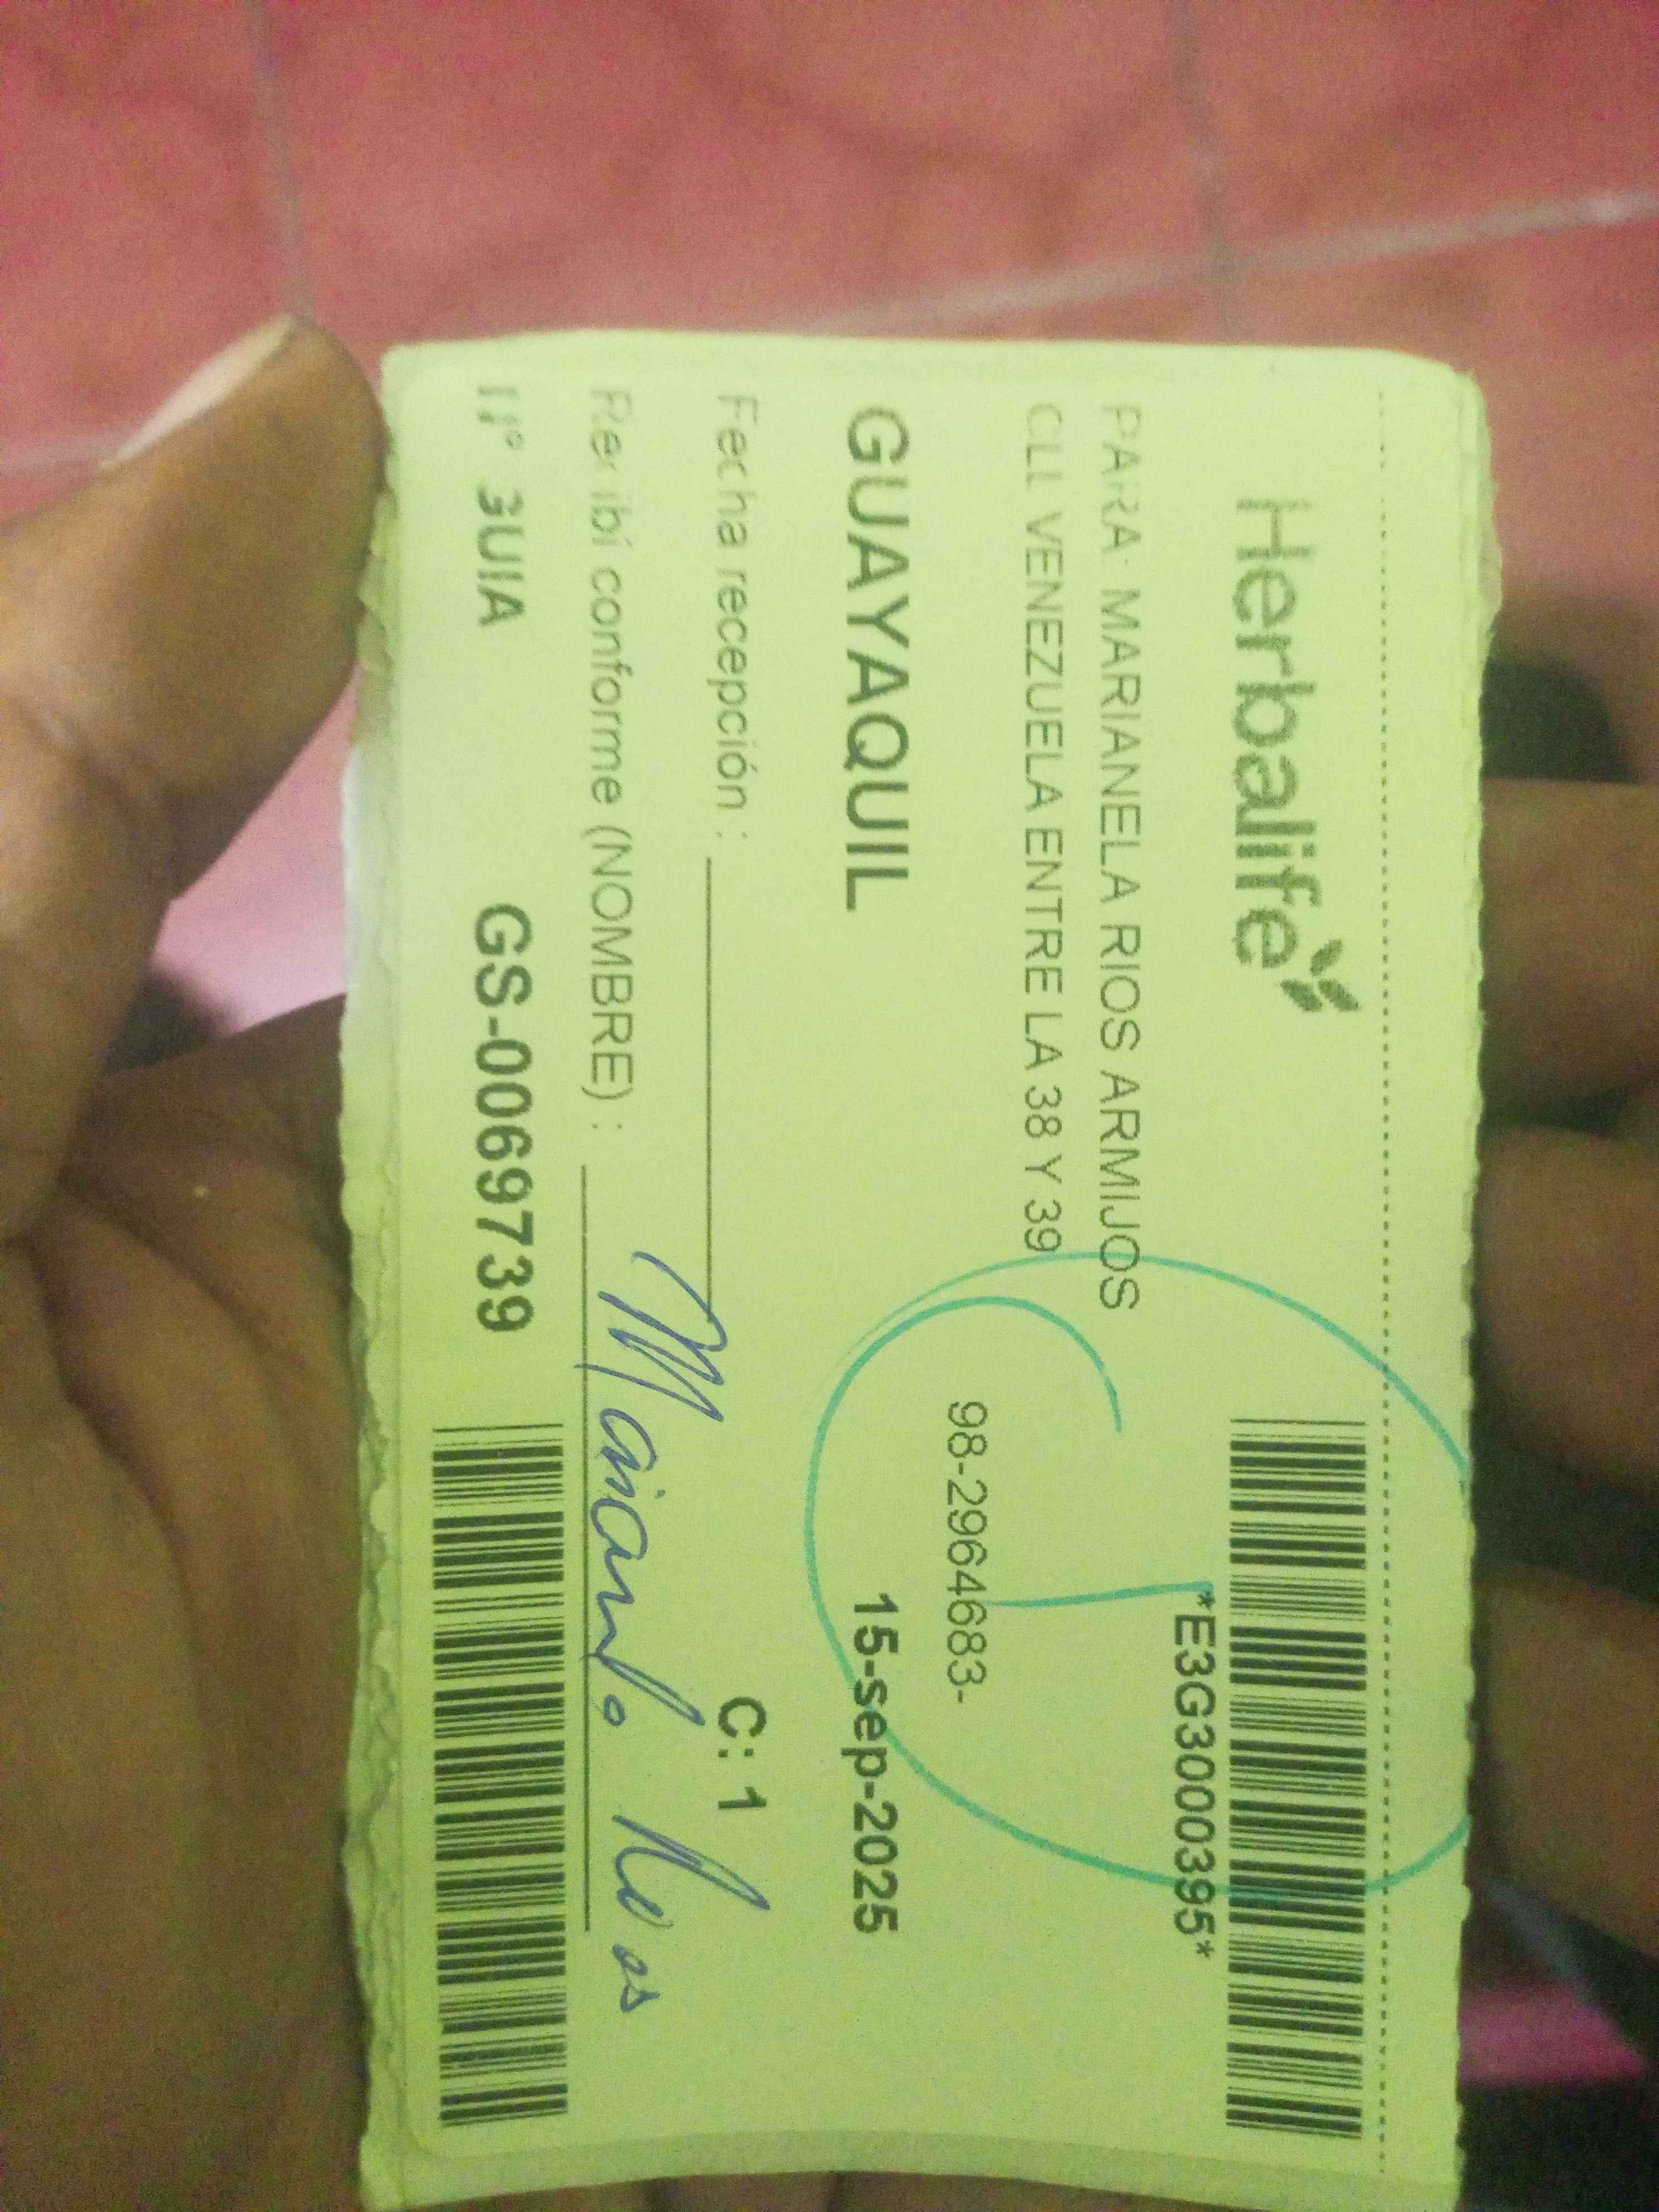 Herbalife
*E3G3000395*
PARA: MARIANELA RIOS ARMIJOS
CLL VENEZUELA ENTRE LA 38 Y 39
98-2964683-
GUAYAQUIL
15-sep-2025
Fecha recepción :
C: 1
Recibí conforme (NOMBRE) :
N° GUIA
GS-00697739